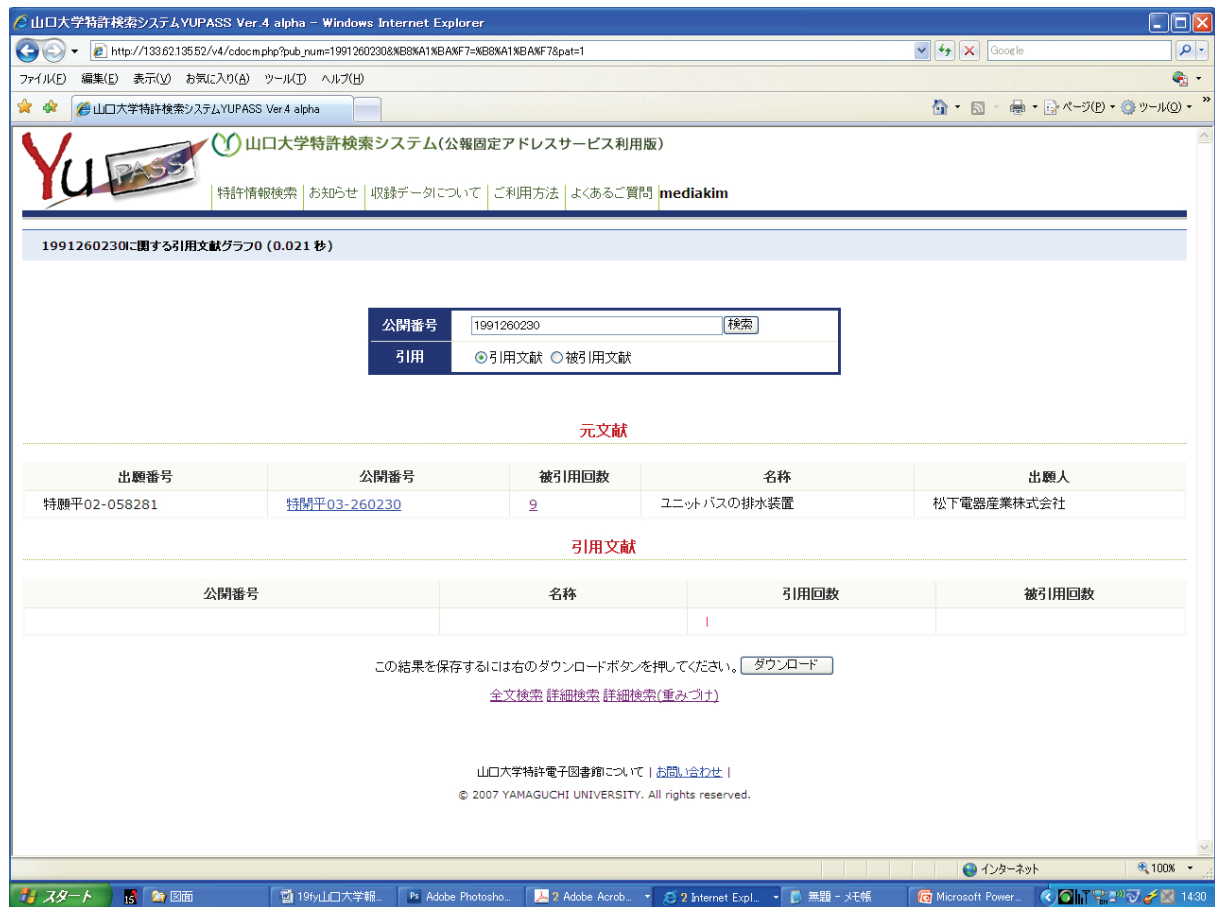 山口大学特許検索システムYUPASS Ver.4 alpha - Windows Internet Explorer
http://133.62.135.52/v4/cdocm.php?pub_num=1991260230&%B8%A1%BA%F7=%B8%A1%BA%F7&pat=1
Google
ファイル(F) 編集(E) 表示(V) お気に入り(A) ツール(T) ヘルプ(H)
山口大学特許検索システムYUPASS Ver.4 alpha
ページ(P) ツール(O)
Yu PASS
山口大学特許検索システム(公報固定アドレスサービス利用版)
特許情報検索 | お知らせ | 収録データについて | ご利用方法 | よくあるご質問 | mediakim
1991260230に関する引用文献グラフ0 (0.021 秒)
公開番号 1991260230 検索
引用 引用文献 被引用文献
元文献
出願番号 公開番号 被引用回数 名称 出願人
特願平02-058281 特開平03-260230 9 ユニットバスの排水装置 松下電器産業株式会社
引用文献
公開番号 名称 引用回数 被引用回数
|
この結果を保存するには右のダウンロードボタンを押してください。 ダウンロード
全文検索 詳細検索 詳細検索(重みづけ)
山口大学特許電子図書館について | お問い合わせ |
© 2007 YAMAGUCHI UNIVERSITY. All rights reserved.
インターネット 100%
スタート 15 図面 19fy山口大学報... Ps Adobe Photosho... 2 Adobe Acrob... 2 Internet Expl... 無題 - メモ帳 Microsoft Power... 14:30